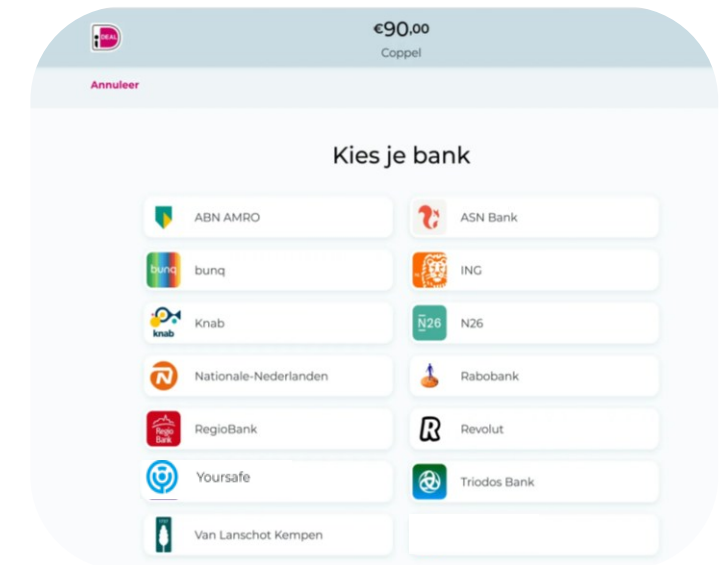 iDEAL
€90,00
Coppel
Annuleer
Kies je bank
ABN AMRO
ASN Bank
bunq bunq
ING
knab Knab
N26 N26
Nationale-Nederlanden
Rabobank
Regio Bank RegioBank
Revolut
Yoursafe
Triodos Bank
Van Lanschot Kempen